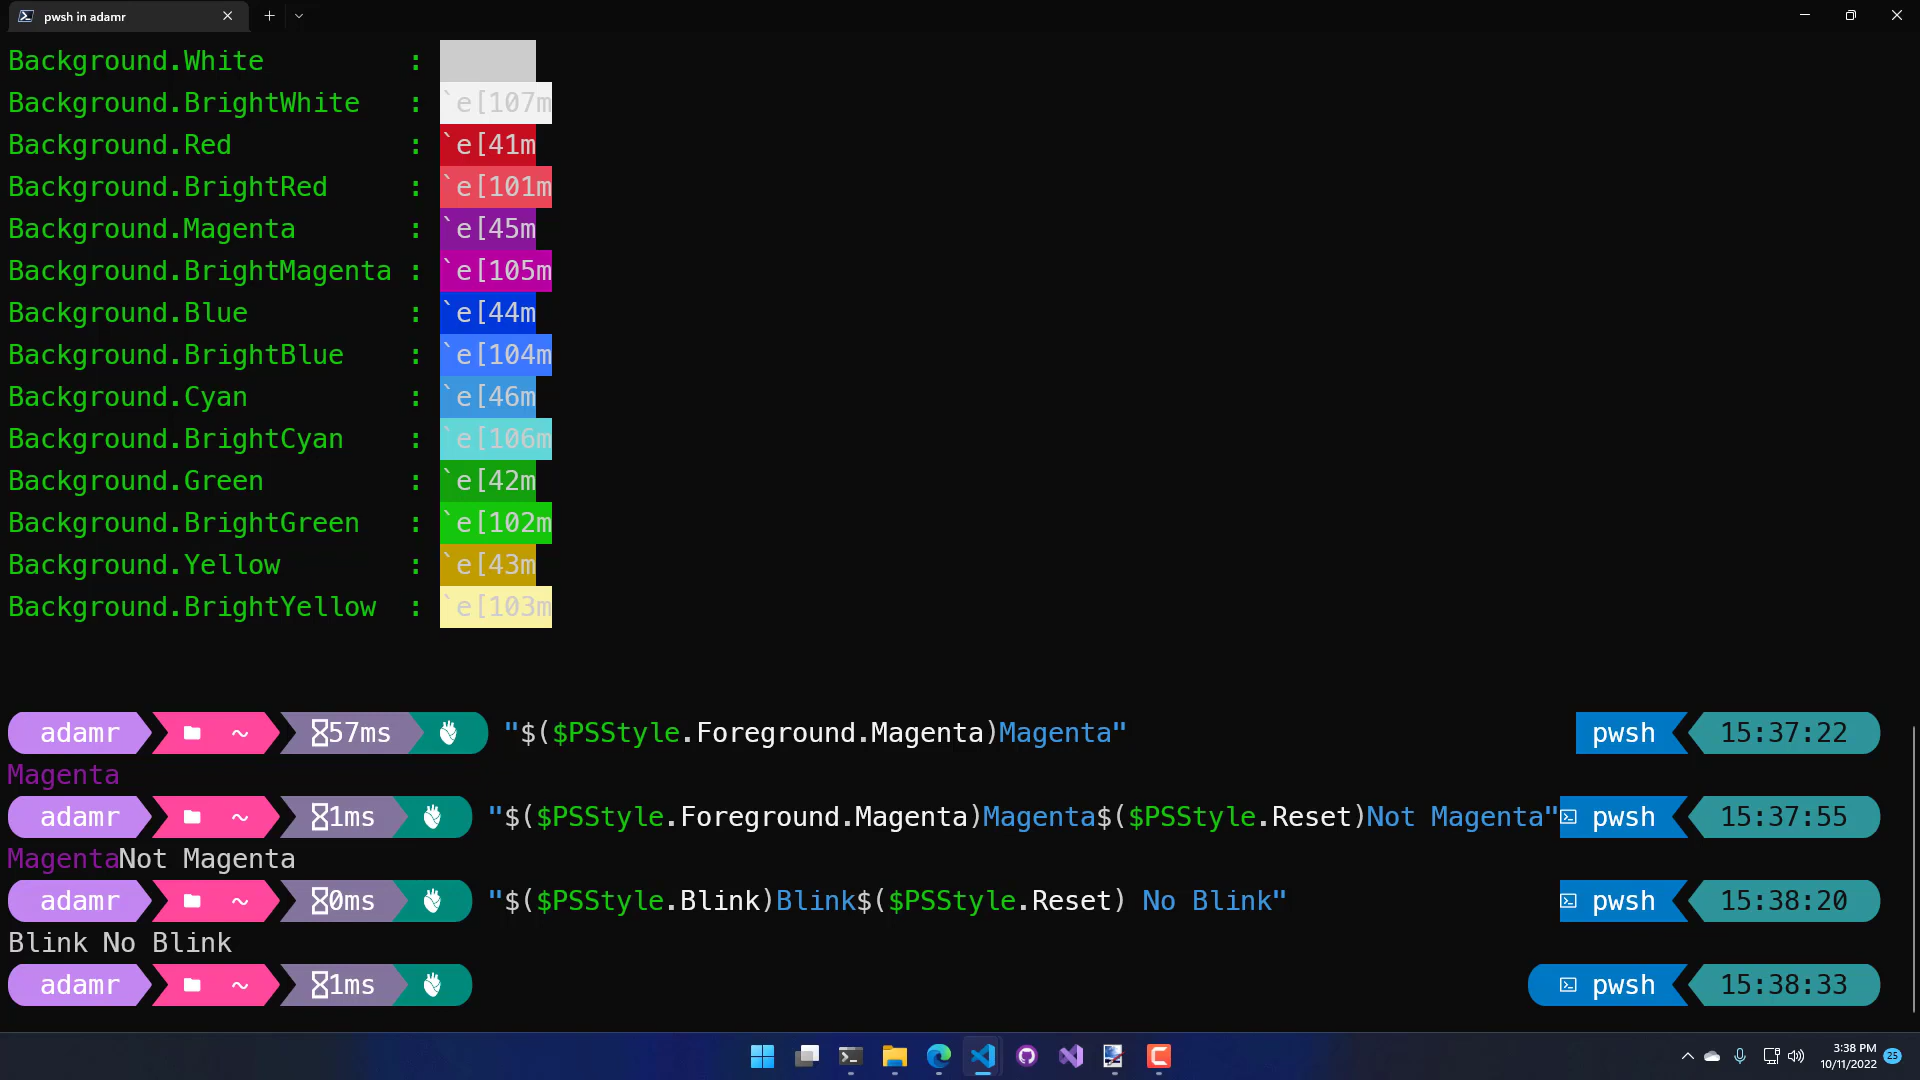 pwsh in adamr
Background.White :
Background.BrightWhite : `e[107m
Background.Red : `e[41m
Background.BrightRed : `e[101m
Background.Magenta : `e[45m
Background.BrightMagenta : `e[105m
Background.Blue : `e[44m
Background.BrightBlue : `e[104m
Background.Cyan : `e[46m
Background.BrightCyan : `e[106m
Background.Green : `e[42m
Background.BrightGreen : `e[102m
Background.Yellow : `e[43m
Background.BrightYellow : `e[103m
adamr ~ 57ms "$($PSStyle.Foreground.Magenta)Magenta" pwsh 15:37:22
Magenta
adamr ~ 1ms "$($PSStyle.Foreground.Magenta)Magenta$($PSStyle.Reset)Not Magenta" pwsh 15:37:55
MagentaNot Magenta
adamr ~ 0ms "$($PSStyle.Blink)Blink$($PSStyle.Reset) No Blink" pwsh 15:38:20
Blink No Blink
adamr ~ 1ms pwsh 15:38:33
3:38 PM
10/11/2022 25